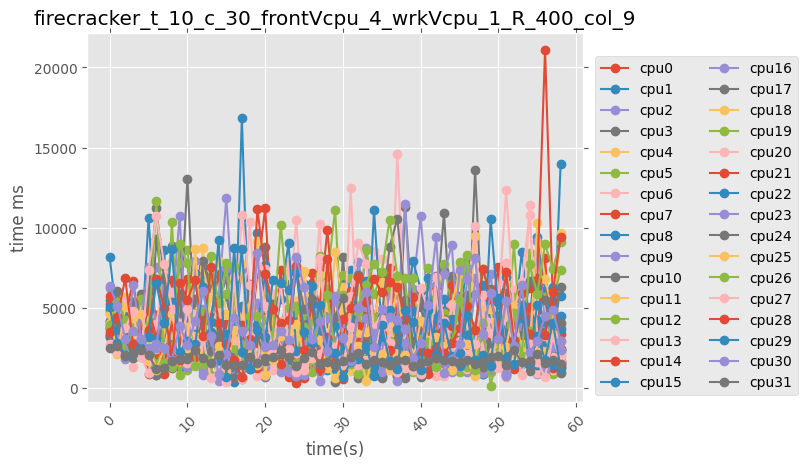 firecracker_t_10_c_30_frontVcpu_4_wrkVcpu_1_R_400_col_9
20000
15000
10000
5000
0
time ms
0 10 20 30 40 50 60
time(s)
cpu0 cpu16
cpu1 cpu17
cpu2 cpu18
cpu3 cpu19
cpu4 cpu20
cpu5 cpu21
cpu6 cpu22
cpu7 cpu23
cpu8 cpu24
cpu9 cpu25
cpu10 cpu26
cpu11 cpu27
cpu12 cpu28
cpu13 cpu29
cpu14 cpu30
cpu15 cpu31